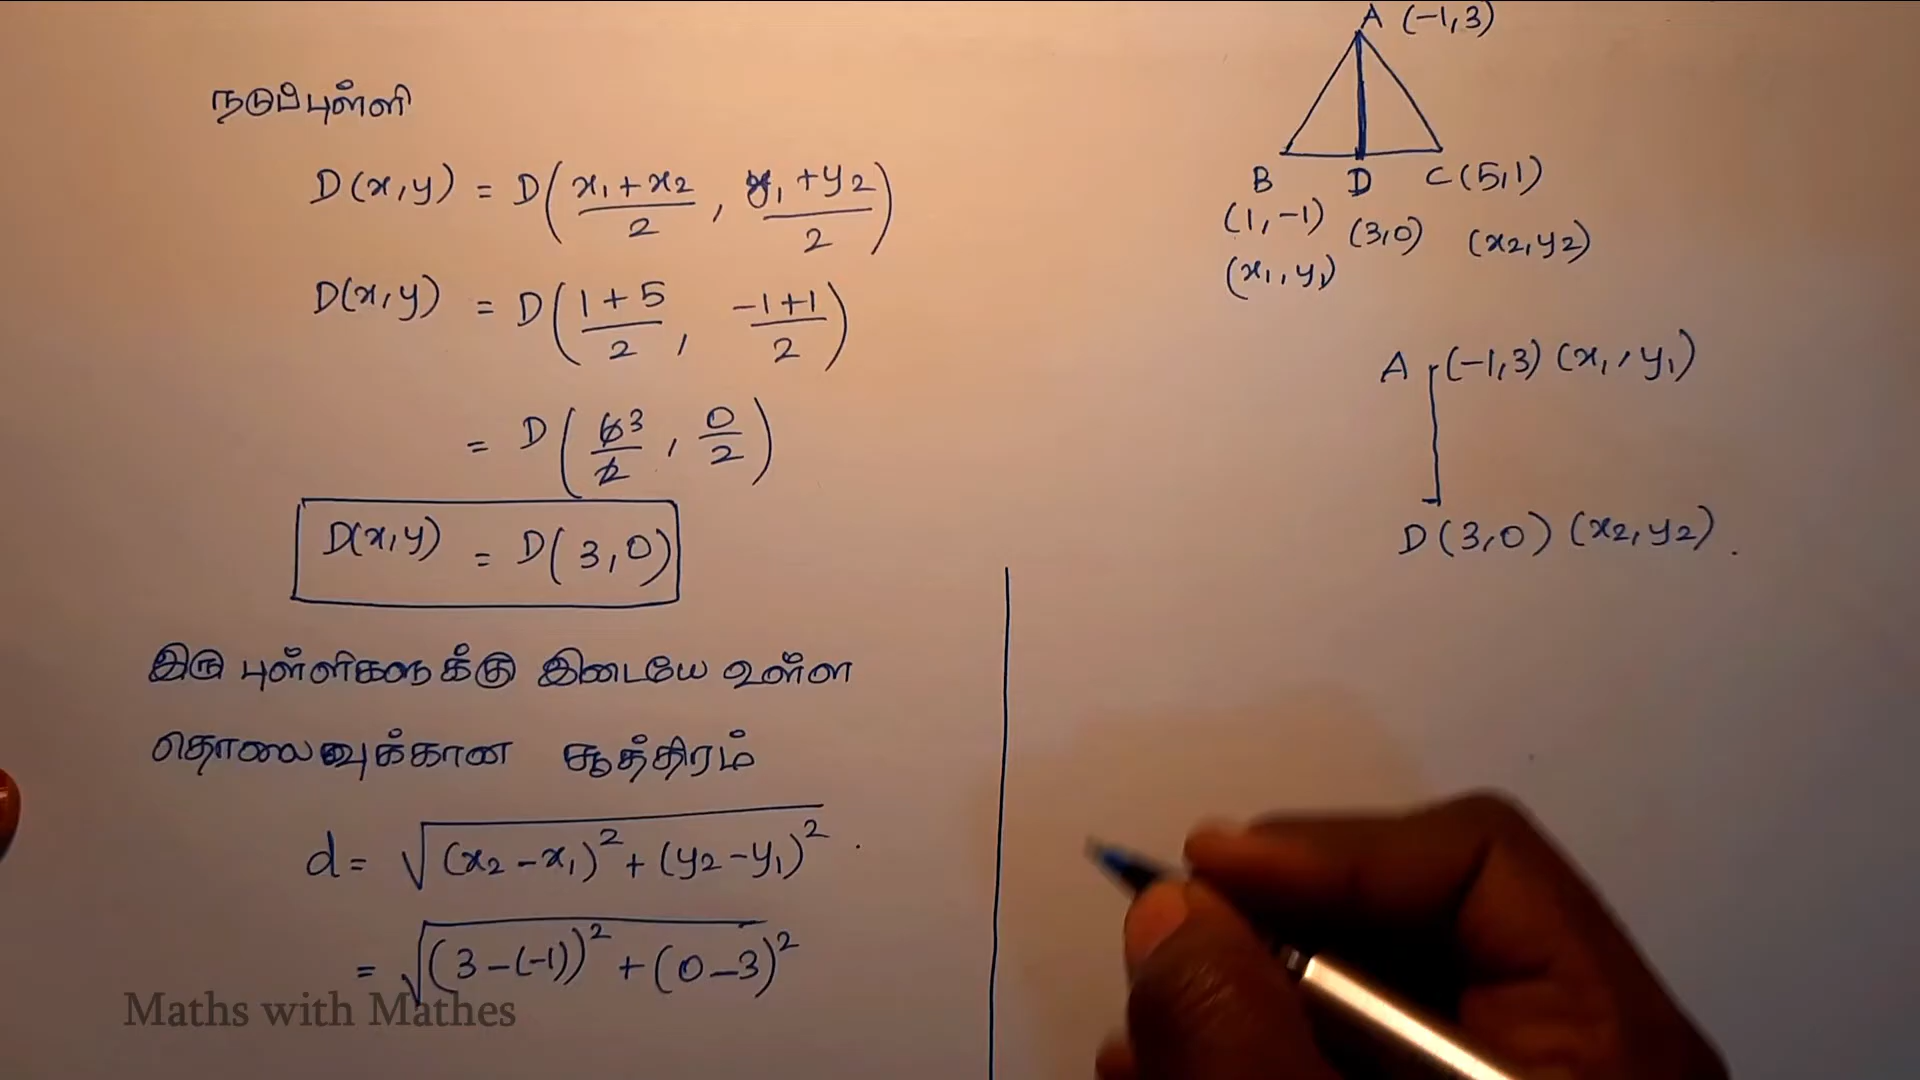 நடுப்புள்ளி
D(x,y) = D(x₁+x₂/2, y₁+y₂/2)
D(x,y) = D(1+5/2, -1+1/2)
= D(6̸3/2̸, 0/2)
D(x,y) = D(3,0)
இரு புள்ளிகளுக்கு இடையே உள்ள
தொலைவுக்கான சூத்திரம்
d = √(x₂-x₁)²+(y₂-y₁)².
= √(3-(-1))²+(0-3)²
Maths with Mathes
A (-1,3)
B D C(5,1)
(1,-1) (3,0) (x₂,y₂)
(x₁,y₁)
A (-1,3) (x₁,y₁)
D(3,0) (x₂,y₂).